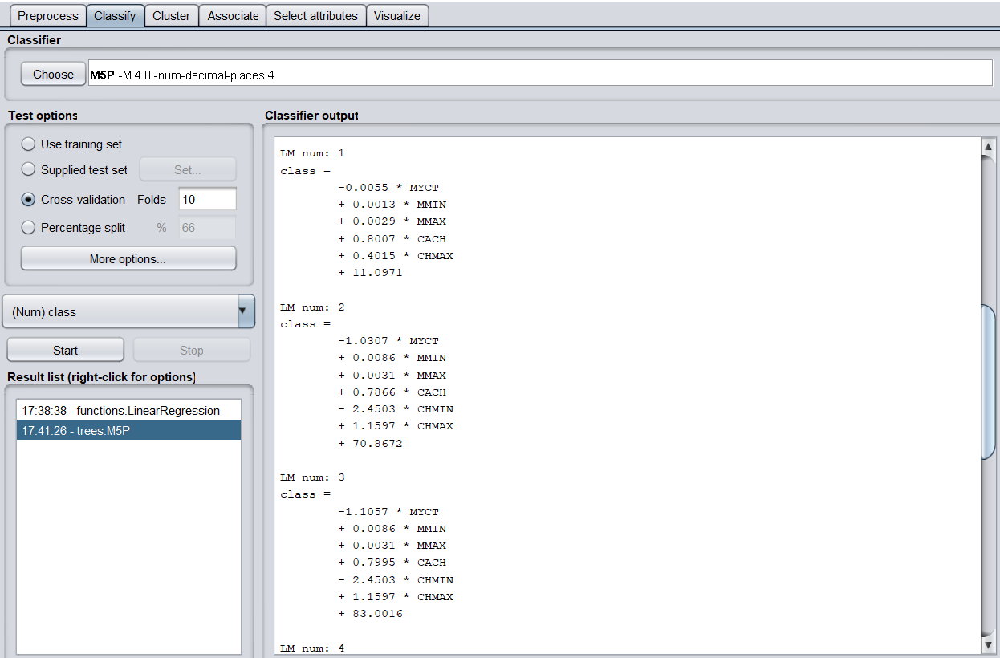 Preprocess Classify Cluster Associate Select attributes Visualize
Classifier
Choose M5P -M 4.0 -num-decimal-places 4
Test options
Use training set
Supplied test set Set...
Cross-validation Folds 10
Percentage split % 66
More options...
(Num) class
Start Stop
Result list (right-click for options)
17:38:38 - functions.LinearRegression
17:41:26 - trees.M5P
Classifier output
LM num: 1
class =
-0.0055 * MYCT
+ 0.0013 * MMIN
+ 0.0029 * MMAX
+ 0.8007 * CACH
+ 0.4015 * CHMAX
+ 11.0971
LM num: 2
class =
-1.0307 * MYCT
+ 0.0086 * MMIN
+ 0.0031 * MMAX
+ 0.7866 * CACH
- 2.4503 * CHMIN
+ 1.1597 * CHMAX
+ 70.8672
LM num: 3
class =
-1.1057 * MYCT
+ 0.0086 * MMIN
+ 0.0031 * MMAX
+ 0.7995 * CACH
- 2.4503 * CHMIN
+ 1.1597 * CHMAX
+ 83.0016
LM num: 4